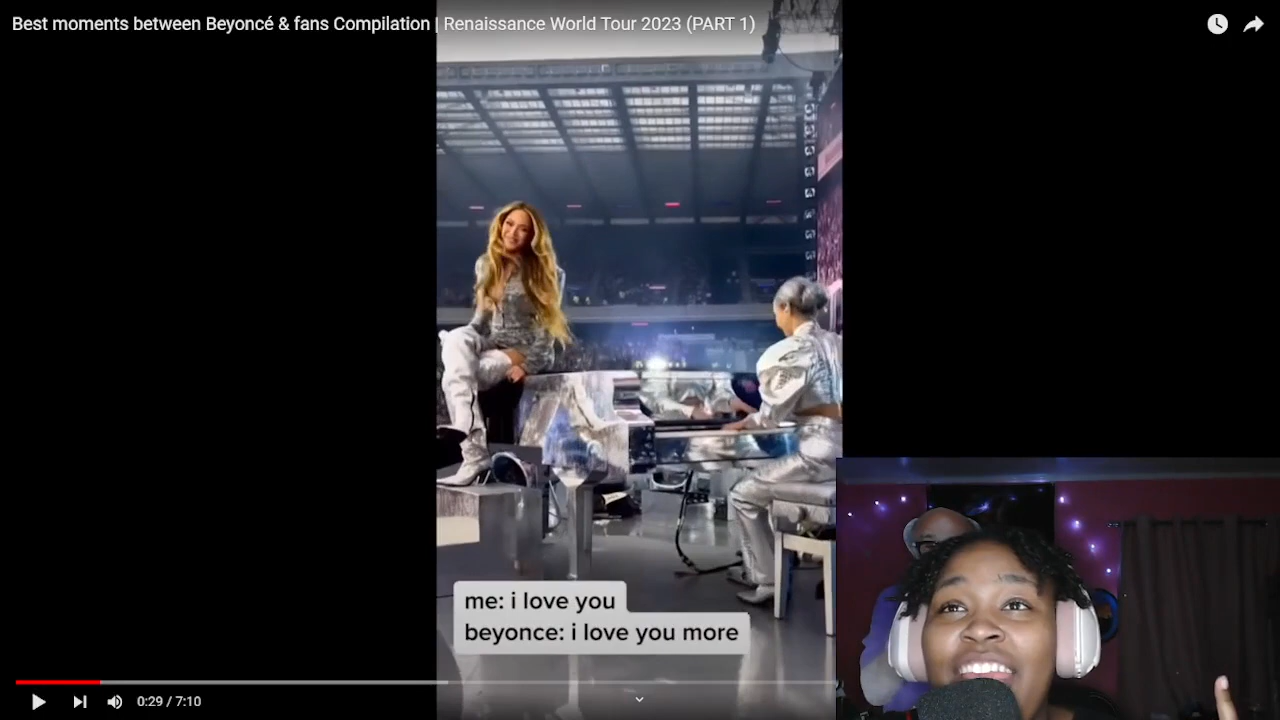 Best moments between Beyoncé & fans Compilation | Renaissance World Tour 2023 (PART 1)
me: i love you
beyonce: i love you more
0:29 / 7:10